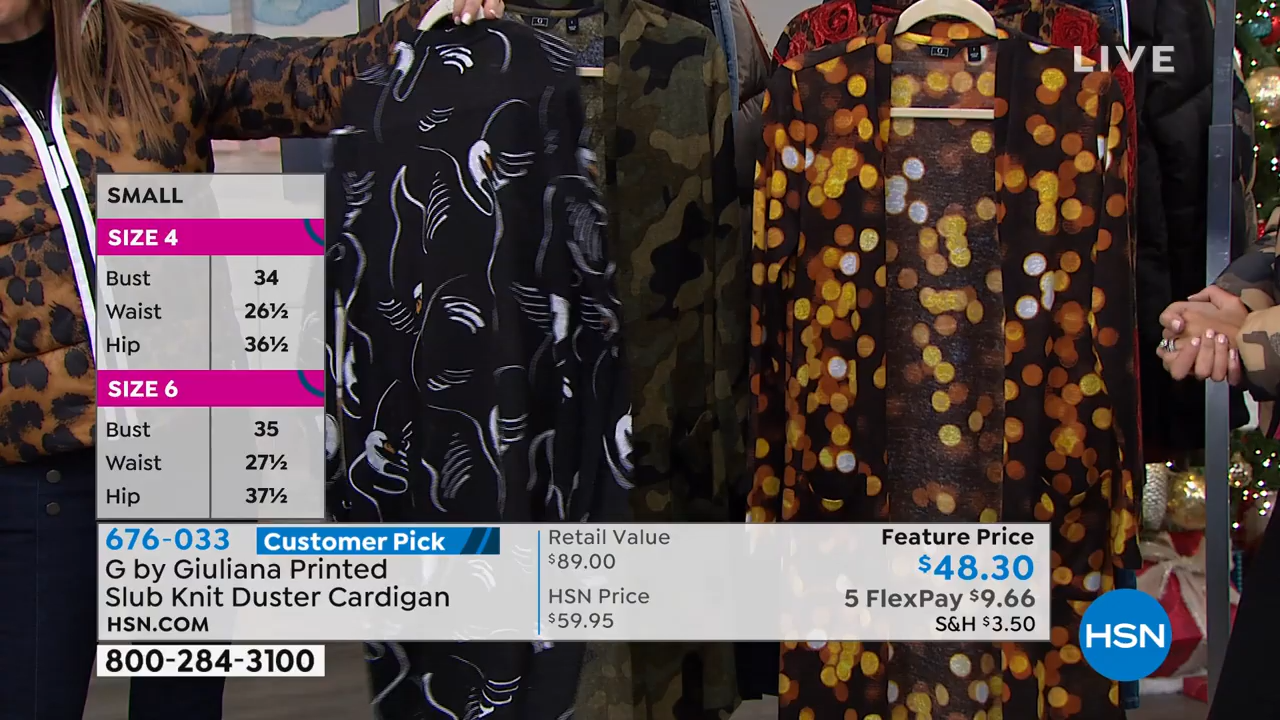 LIVE
SMALL
SIZE 4
Bust 34
Waist 26½
Hip 36½
SIZE 6
Bust 35
Waist 27½
Hip 37½
676-033 Customer Pick
G by Giuliana Printed
Slub Knit Duster Cardigan
HSN.COM
Retail Value
$89.00
HSN Price
$59.95
Feature Price
$48.30
5 FlexPay $9.66
S&H $3.50
800-284-3100
HSN